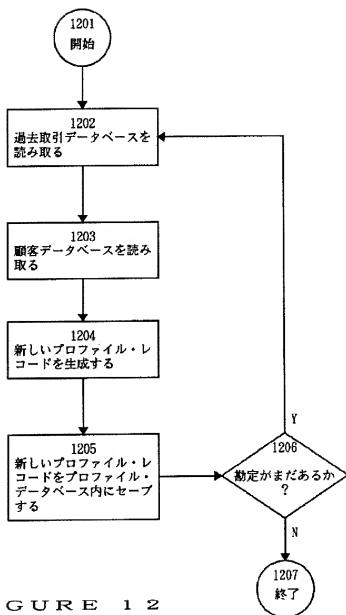 1201
開始
1202
過去取引データベースを
読み取る
1203
顧客データベースを読み
取る
1204
新しいプロファイル・レ
コードを生成する
1205
新しいプロファイル・レ
コードをプロファイル・
データベース内にセーブ
する
Y
1206
勘定がまだあるか
?
N
1207
終了
GURE 12